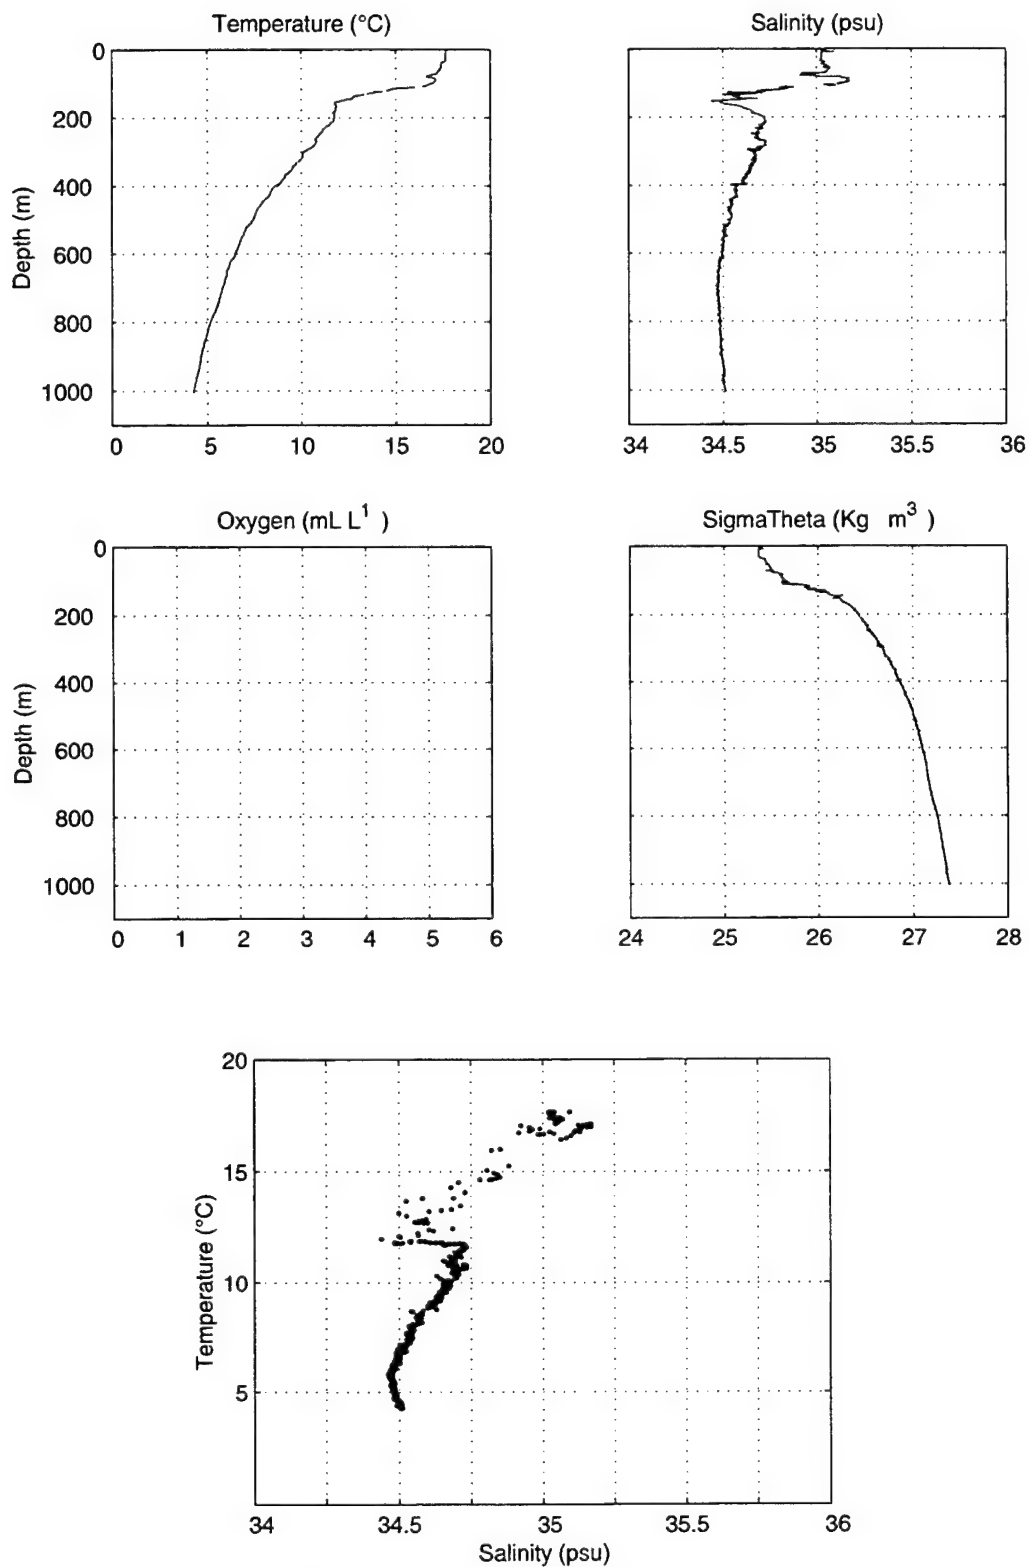 Temperature (°C)
Salinity (psu)
0
200
400
600
800
1000
Depth (m)
0 5 10 15 20
34 34.5 35 35.5 36
Oxygen (mL L1 )
SigmaTheta (Kg m3 )
0
200
400
600
800
1000
Depth (m)
0 1 2 3 4 5 6
24 25 26 27 28
20
15
10
5
Temperature (°C)
34 34.5 35 35.5 36
Salinity (psu)